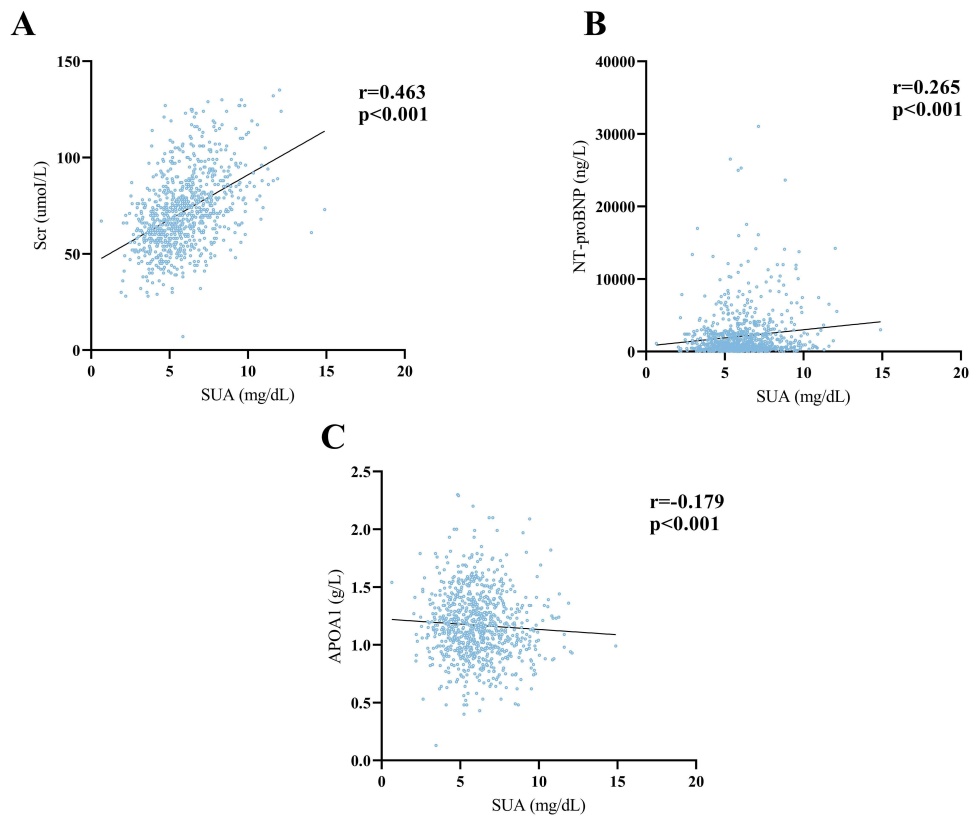 A
150
100
50
0
Scr (umol/L)
r=0.463
p<0.001
0 5 10 15 20
SUA (mg/dL)
B
40000
30000
20000
10000
0
NT-proBNP (ng/L)
r=0.265
p<0.001
0 5 10 15 20
SUA (mg/dL)
C
2.5
2.0
1.5
1.0
0.5
0.0
APOA1 (g/L)
r=-0.179
p<0.001
0 5 10 15 20
SUA (mg/dL)